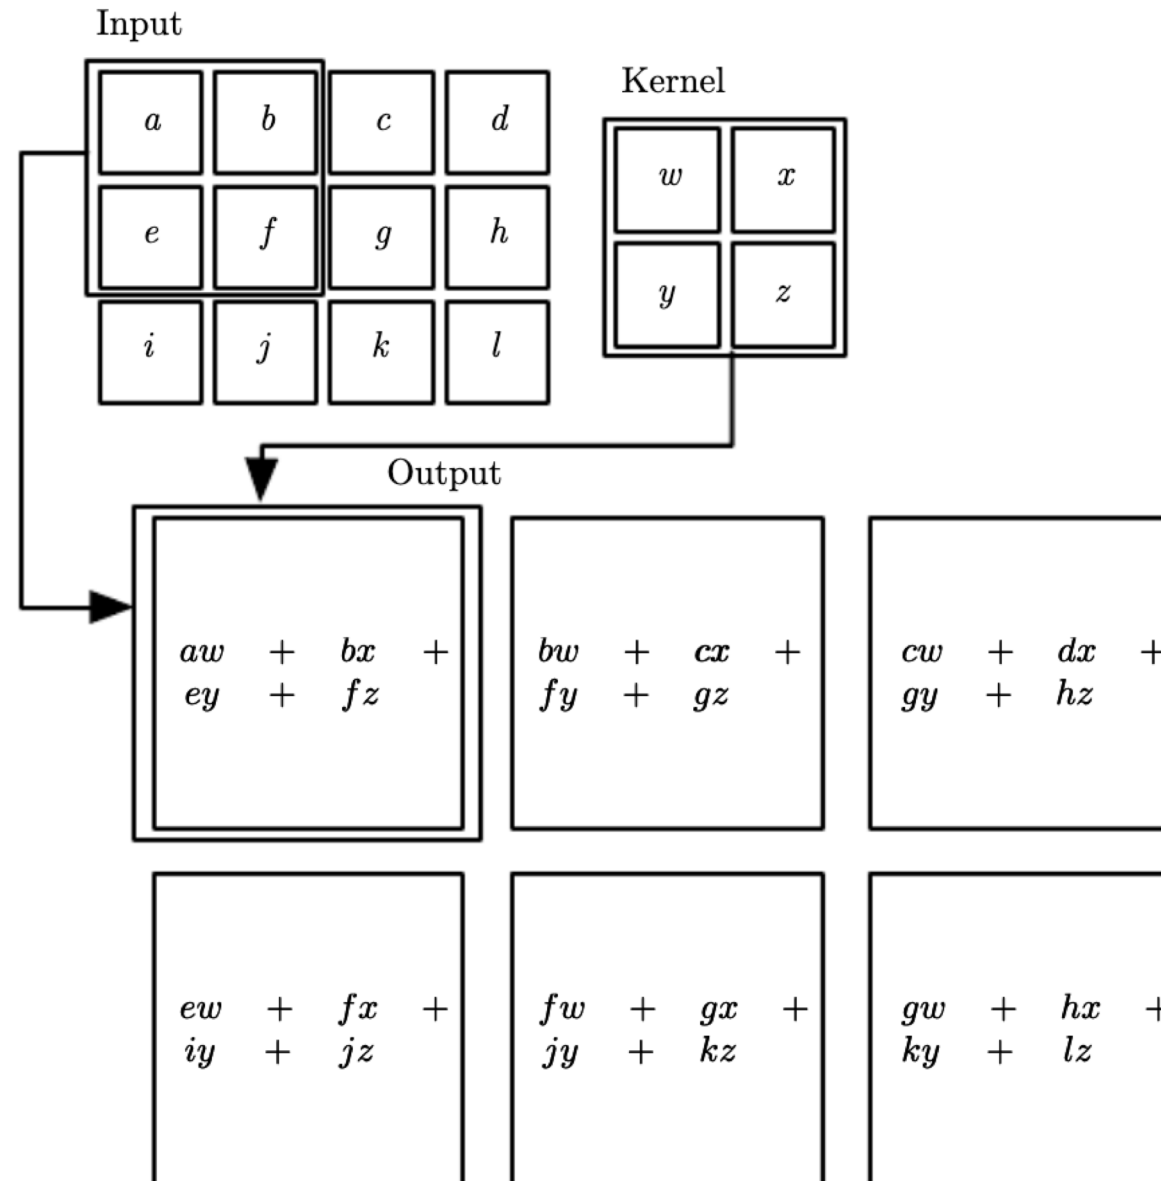 Input
Kernel
a b c d
w x
e f g h
y z
i j k l
Output
aw + bx +
ey + fz
bw + cx +
fy + gz
cw + dx +
gy + hz
ew + fx +
iy + jz
fw + gx +
jy + kz
gw + hx +
ky + lz